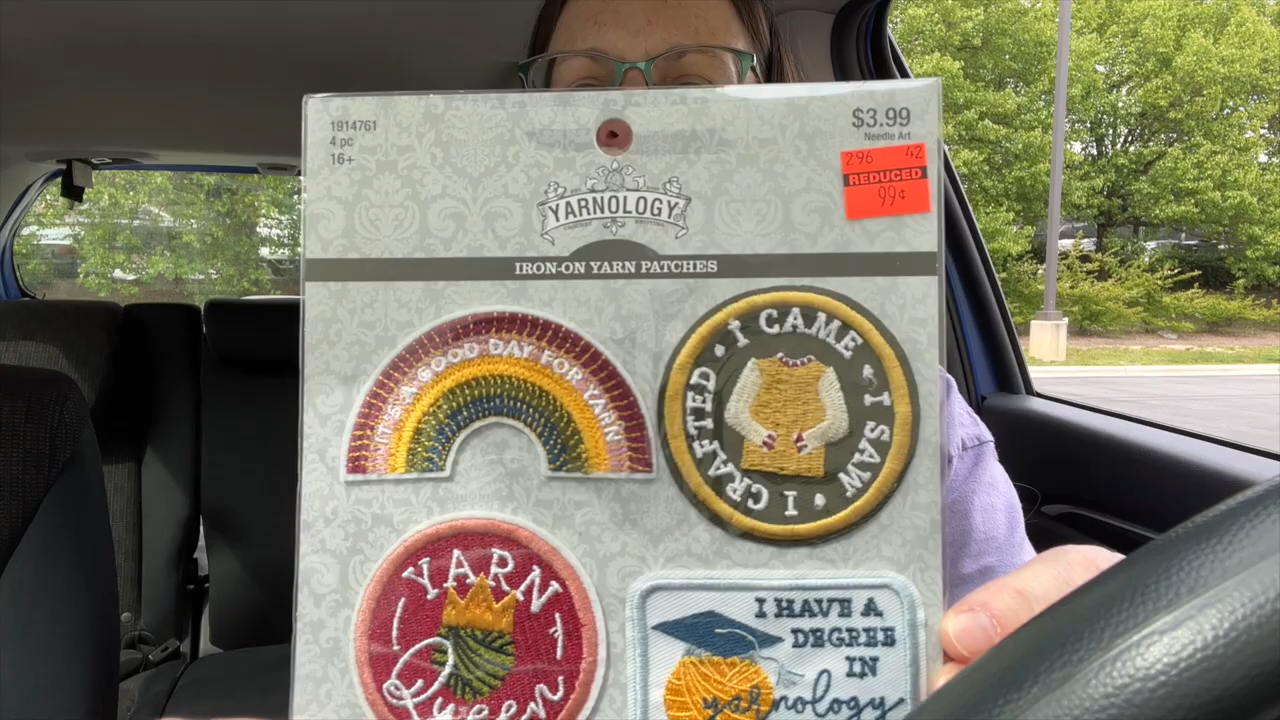 1914761
4 pc
16+
$3.99
Needle Art
296 42
REDUCED
99¢
YARNOLOGY
IRON-ON YARN PATCHES
IT'S A GOOD DAY FOR YARN
I CAME • I SAW • I CRAFTED •
YARN
Queen
I HAVE A
DEGREE
IN
yarnology